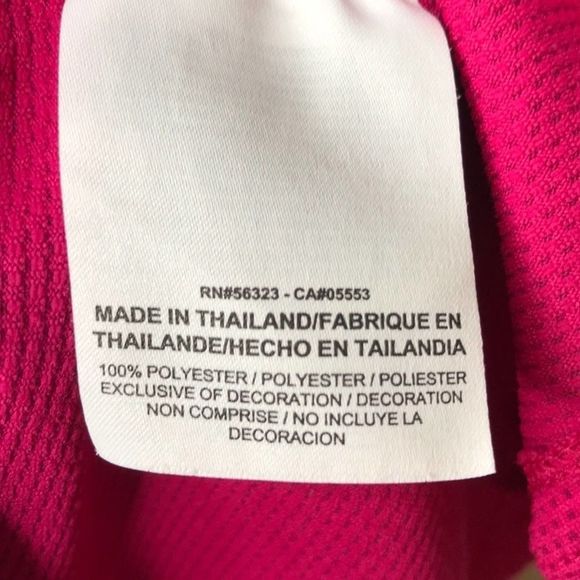 RN#56323 - CA#05553
MADE IN THAILAND/FABRIQUE EN
THAILANDE/HECHO EN TAILANDIA
100% POLYESTER / POLYESTER / POLIESTER
EXCLUSIVE OF DECORATION / DECORATION
NON COMPRISE / NO INCLUYE LA
DECORACION